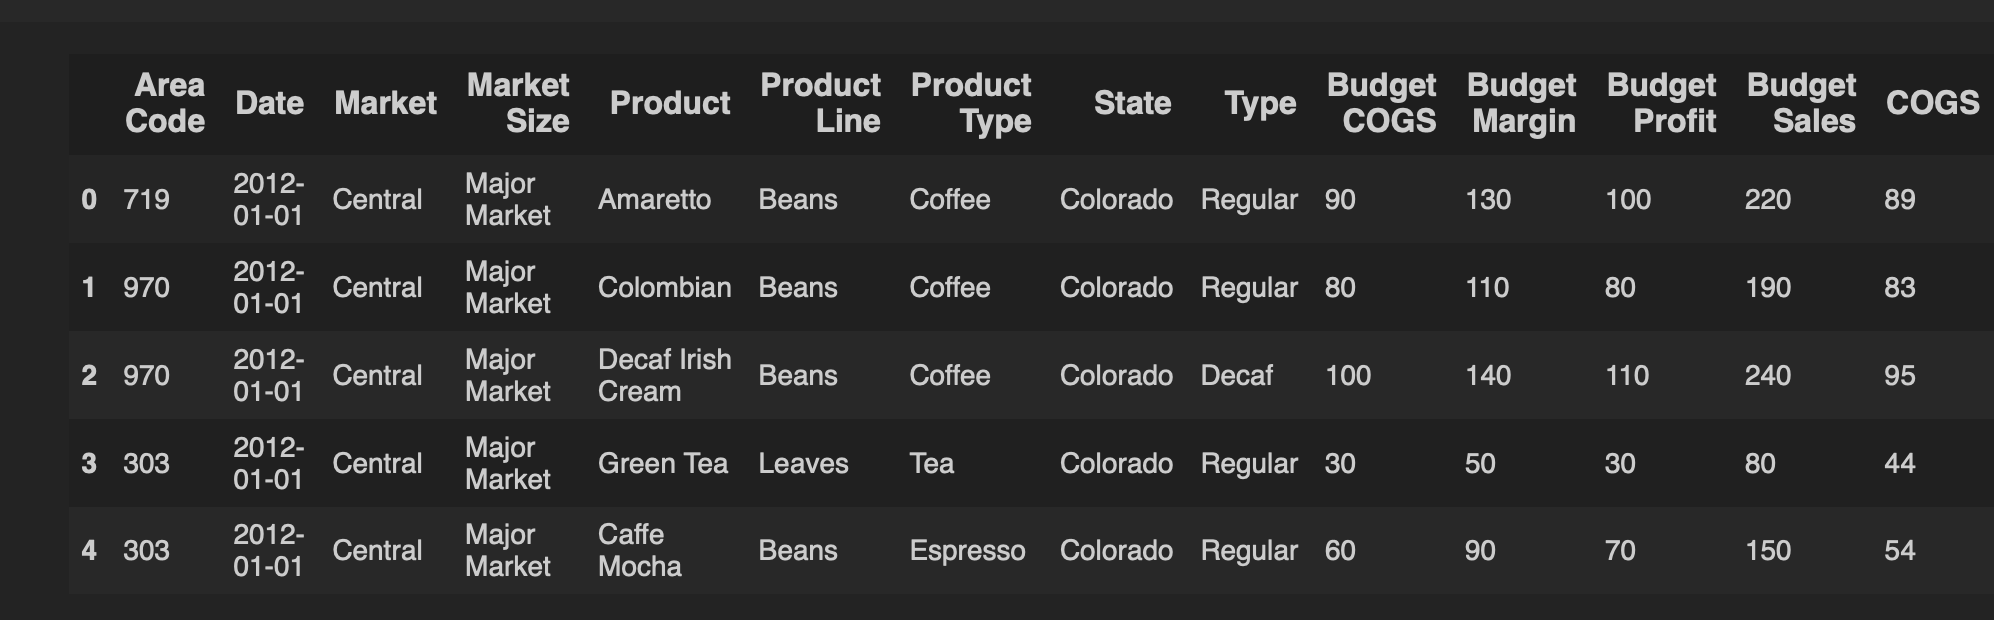 Area Code Date Market Market Size Product Product Line Product Type State Type Budget COGS Budget Margin Budget Profit Budget Sales COGS
0 719 2012-01-01 Central Major Market Amaretto Beans Coffee Colorado Regular 90 130 100 220 89
1 970 2012-01-01 Central Major Market Colombian Beans Coffee Colorado Regular 80 110 80 190 83
2 970 2012-01-01 Central Major Market Decaf Irish Cream Beans Coffee Colorado Decaf 100 140 110 240 95
3 303 2012-01-01 Central Major Market Green Tea Leaves Tea Colorado Regular 30 50 30 80 44
4 303 2012-01-01 Central Major Market Caffe Mocha Beans Espresso Colorado Regular 60 90 70 150 54